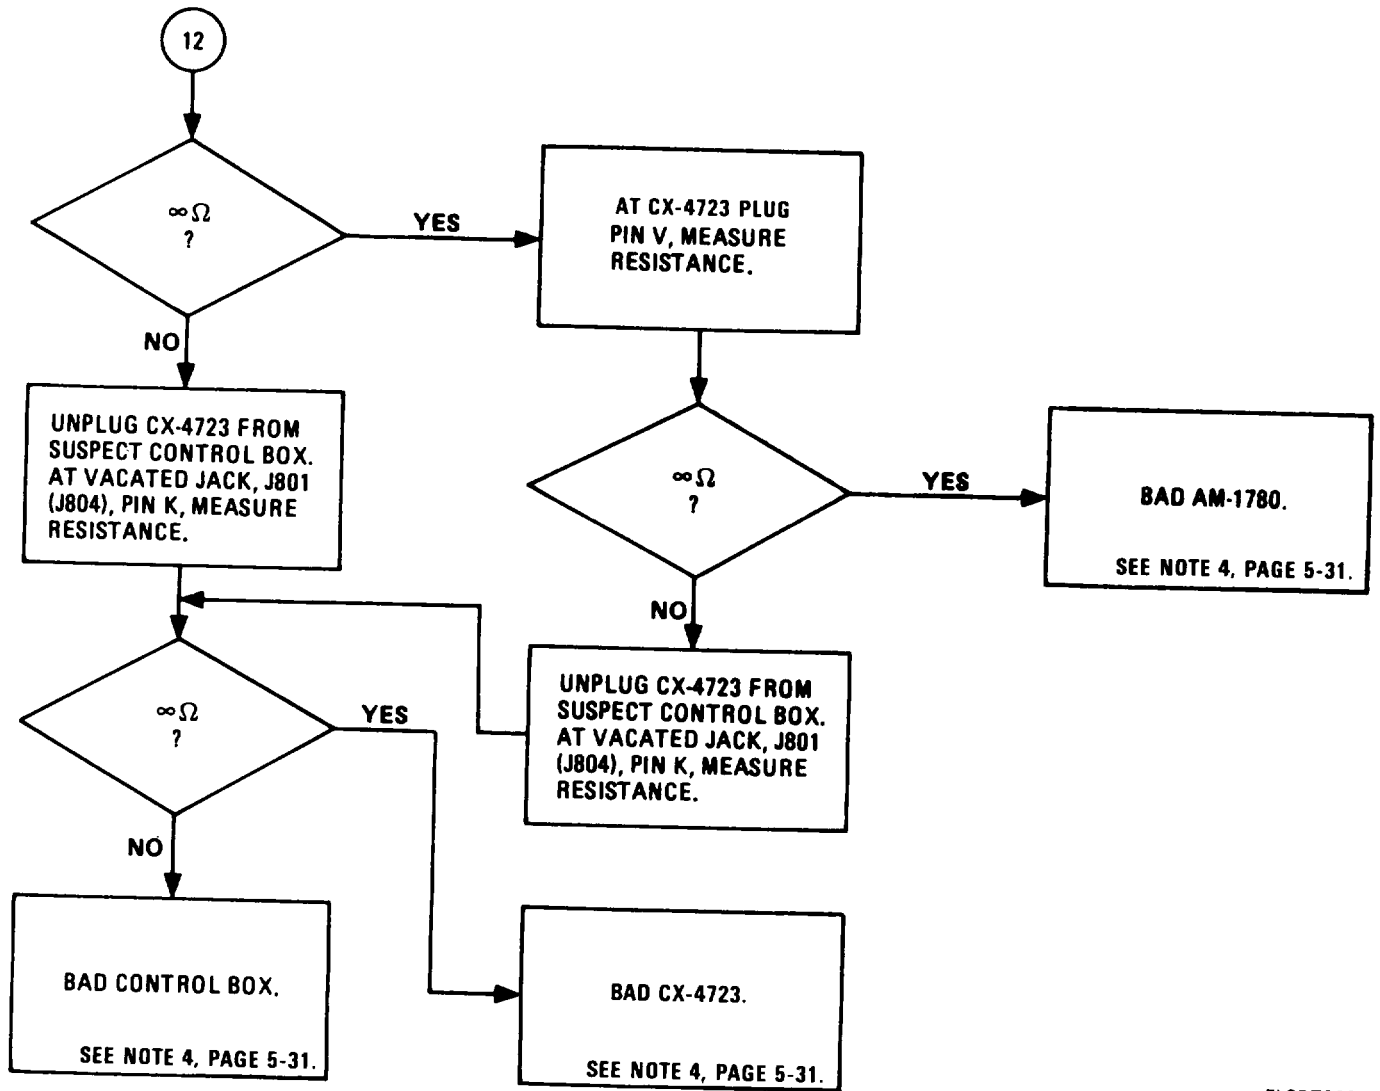 12
∞Ω
?
YES
NO
AT CX-4723 PLUG
PIN V, MEASURE
RESISTANCE.
UNPLUG CX-4723 FROM
SUSPECT CONTROL BOX.
AT VACATED JACK, J801
(J804), PIN K, MEASURE
RESISTANCE.
∞Ω
?
YES
NO
BAD AM-1780.
SEE NOTE 4, PAGE 5-31.
UNPLUG CX-4723 FROM
SUSPECT CONTROL BOX.
AT VACATED JACK, J801
(J804), PIN K, MEASURE
RESISTANCE.
∞Ω
?
YES
NO
BAD CONTROL BOX.
SEE NOTE 4, PAGE 5-31.
BAD CX-4723.
SEE NOTE 4, PAGE 5-31.